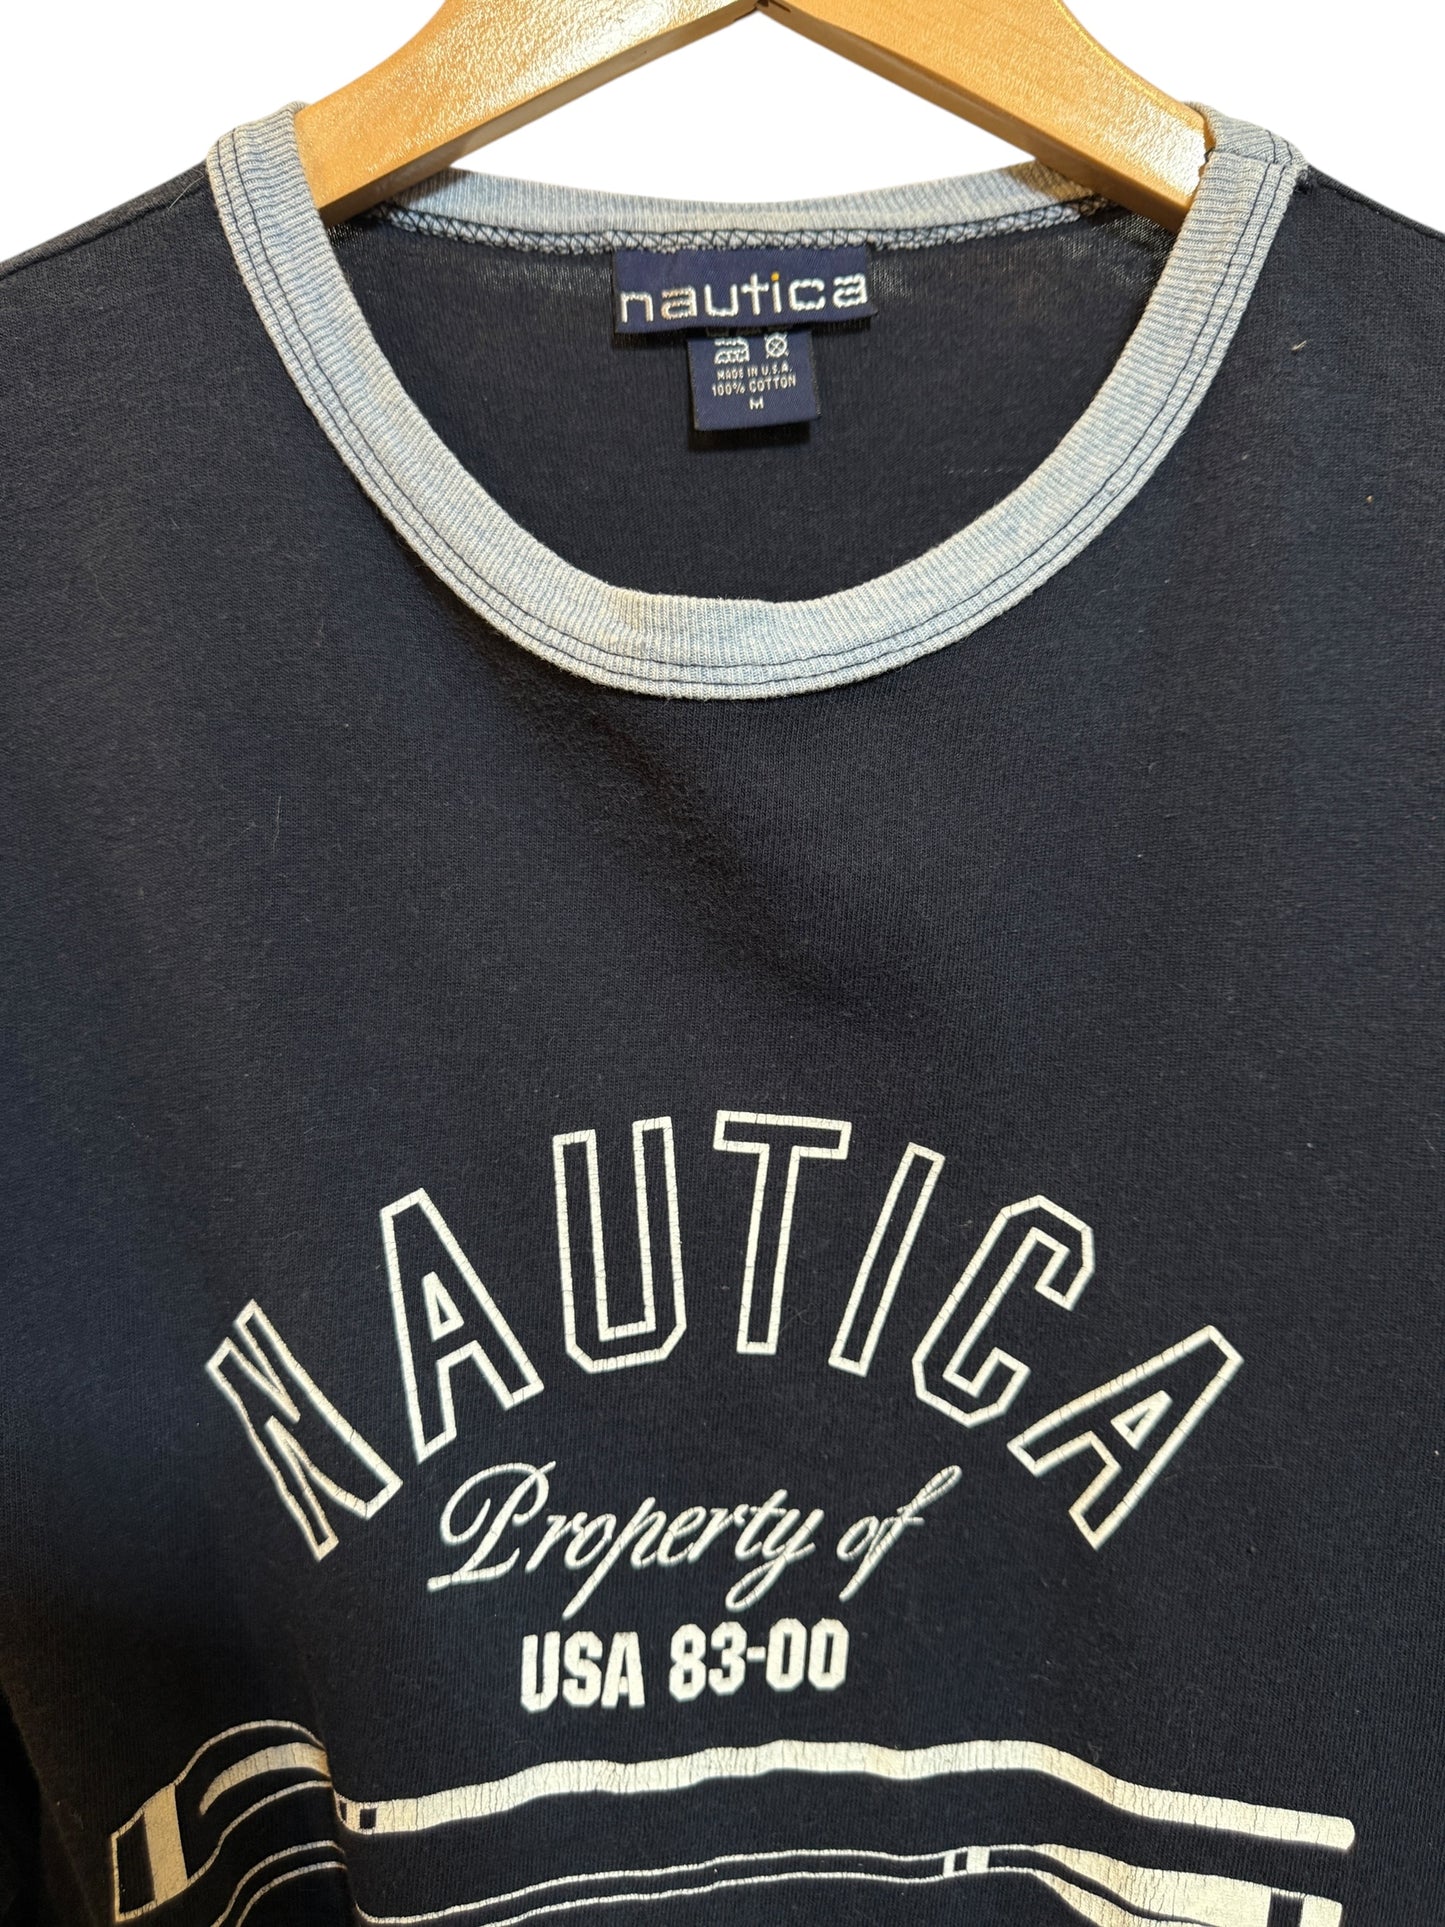 nautica
MADE IN U.S.A.
100% COTTON
M
NAUTICA
Property of
USA 83-00